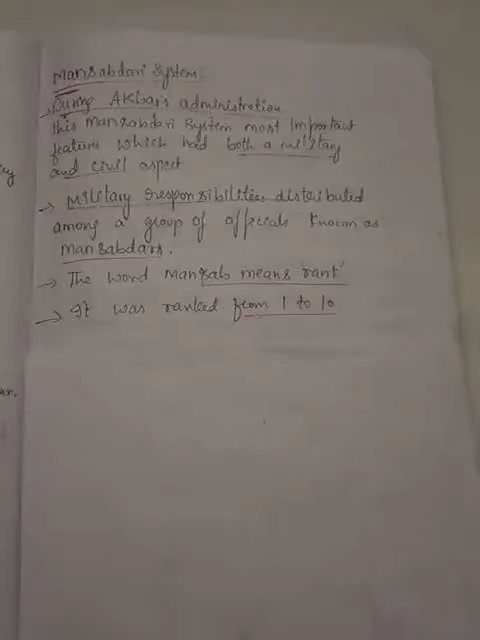 Mansabdari System
→ During Akbar's administration
this Mansabdari System most important
features which had both a military
and civil aspect
→ Military responsibilities distributed
among a group of officials known as
mansabdars.
→ The word Mansab means 'rank'
→ It was ranked from 1 to 10